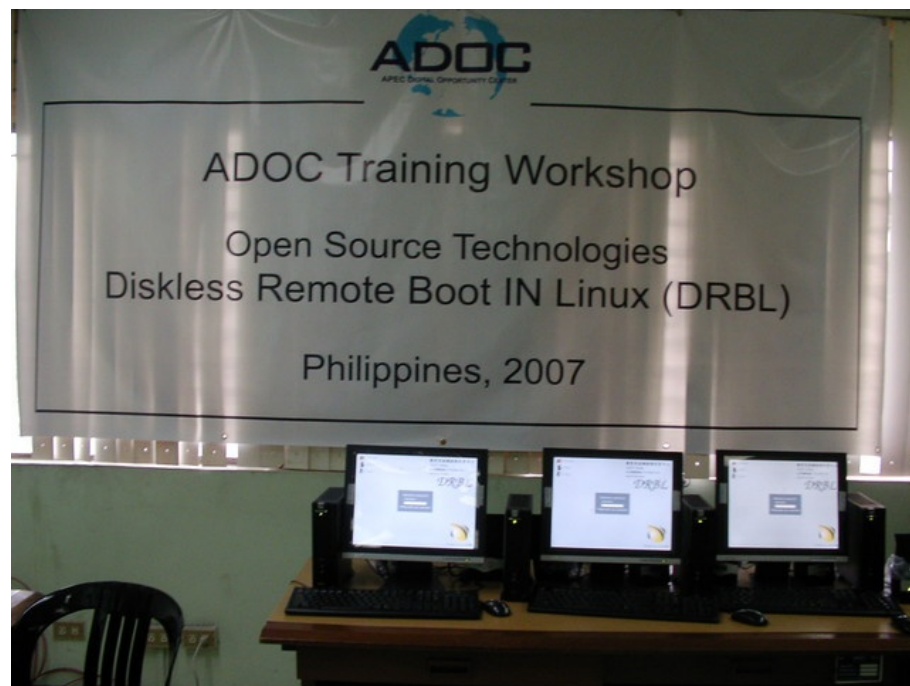 ADOC
APEC DIGITAL OPPORTUNITY CENTER
ADOC Training Workshop
Open Source Technologies
Diskless Remote Boot IN Linux (DRBL)
Philippines, 2007
DRBL
DRBL
DRBL